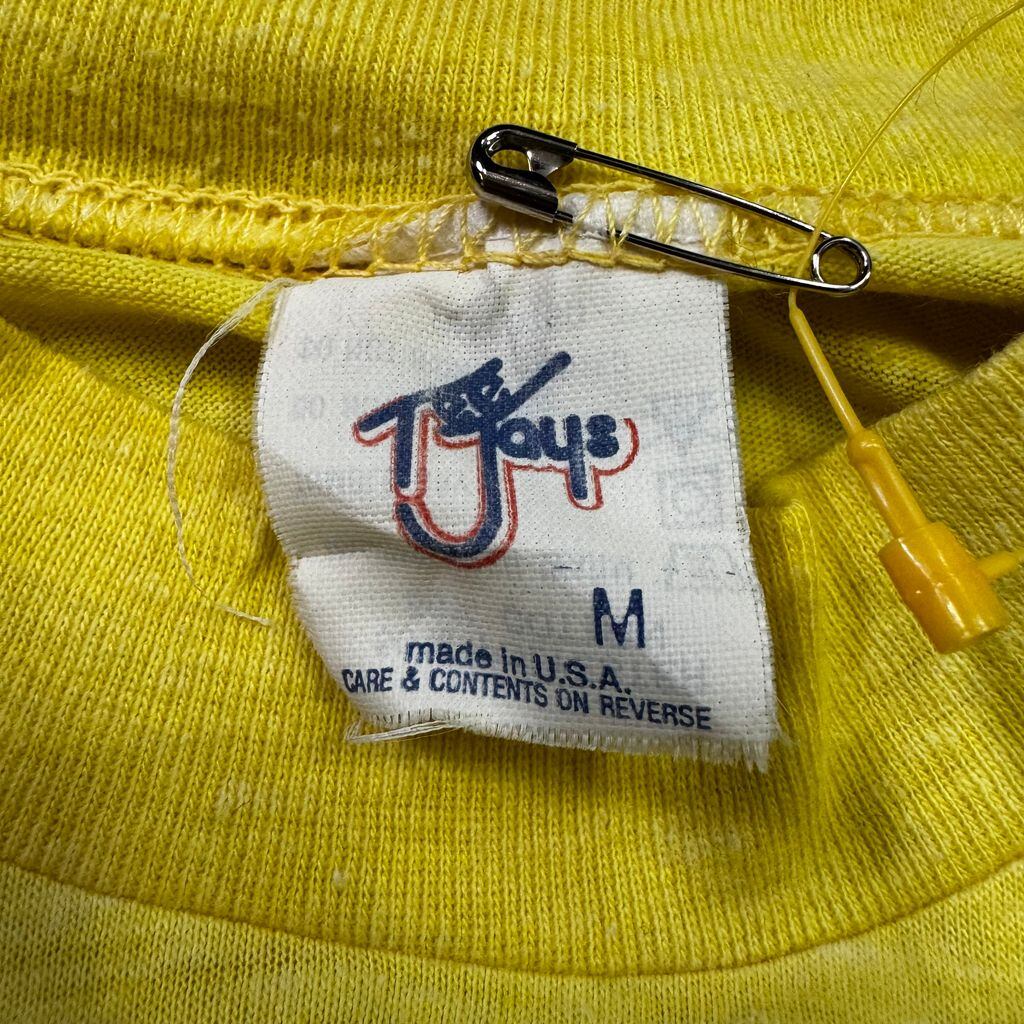 TEE
Jays
M
made in U.S.A.
CARE & CONTENTS ON REVERSE